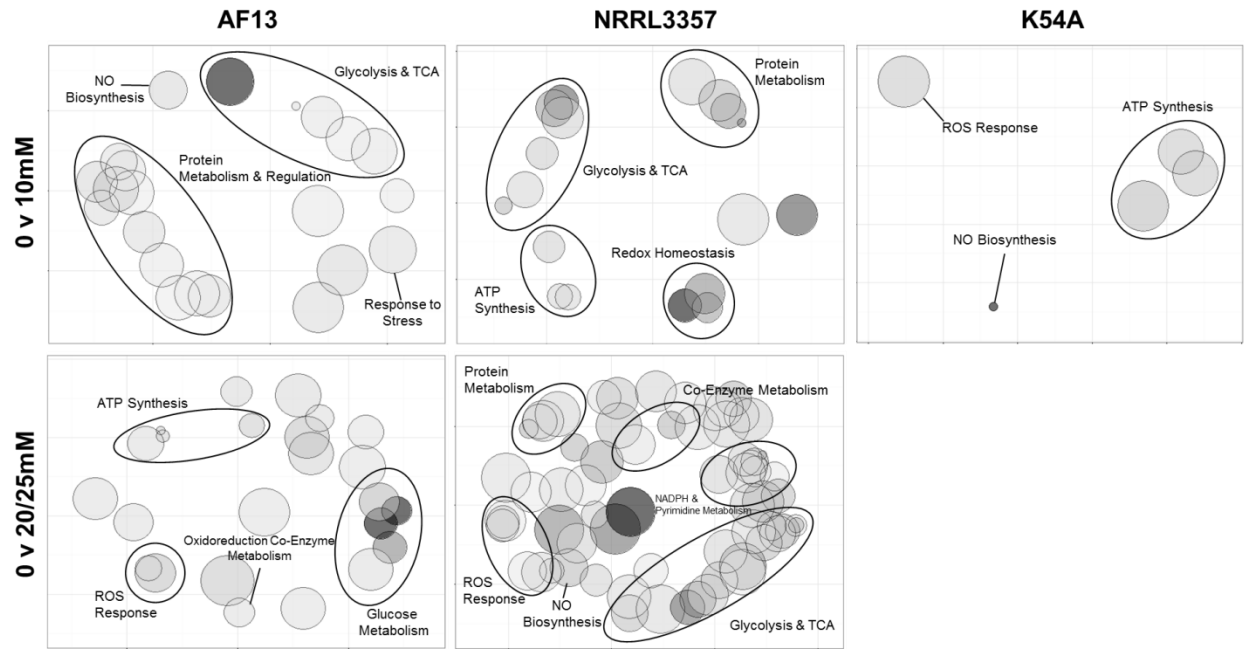 AF13
NRRL3357
K54A
0 v 10mM
NO
Biosynthesis
Glycolysis & TCA
Protein
Metabolism & Regulation
Response to
Stress
Protein
Metabolism
Glycolysis & TCA
Redox Homeostasis
ATP
Synthesis
ROS Response
ATP Synthesis
NO Biosynthesis
0 v 20/25mM
ATP Synthesis
Oxidoreduction Co-Enzyme
Metabolism
ROS
Response
Glucose
Metabolism
Protein
Metabolism
Co-Enzyme Metabolism
NADPH &
Pyrimidine Metabolism
ROS
Response
NO
Biosynthesis
Glycolysis & TCA